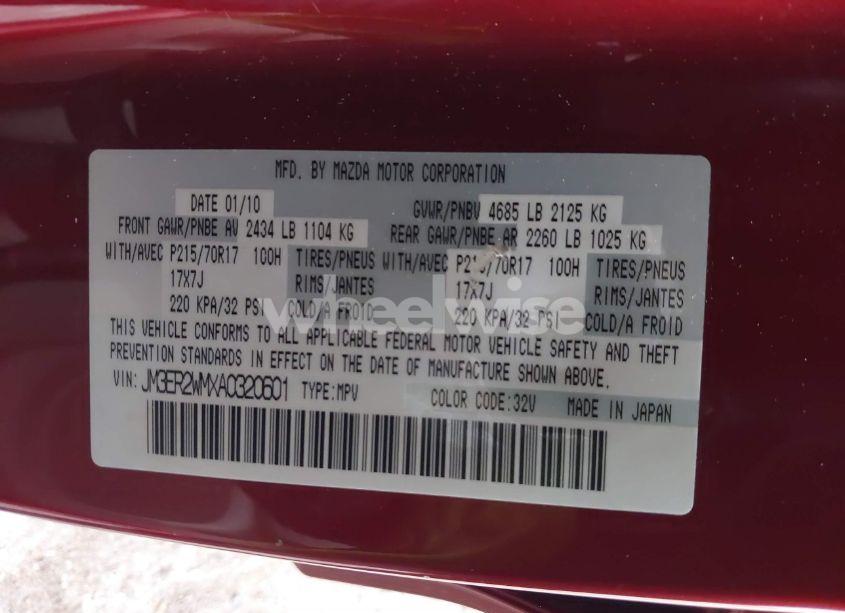 MFD. BY MAZDA MOTOR CORPORATION
DATE 01/10 GVWR/PNBV 4685 LB 2125 KG
FRONT GAWR/PNBE AV 2434 LB 1104 KG REAR GAWR/PNBE AR 2260 LB 1025 KG
WITH/AVEC P215/70R17 100H TIRES/PNEUS WITH/AVEC P215/70R17 100H TIRES/PNEUS
17X7J RIMS/JANTES 17X7J RIMS/JANTES
220 KPA/32 PSI COLD/A FROID 220 KPA/32 PSI COLD/A FROID
wheelwise
THIS VEHICLE CONFORMS TO ALL APPLICABLE FEDERAL MOTOR VEHICLE SAFETY AND THEFT
PREVENTION STANDARDS IN EFFECT ON THE DATE OF MANUFACTURE SHOWN ABOVE.
VIN: JM3ER2WMXA0320601 TYPE:MPV COLOR CODE:32V MADE IN JAPAN